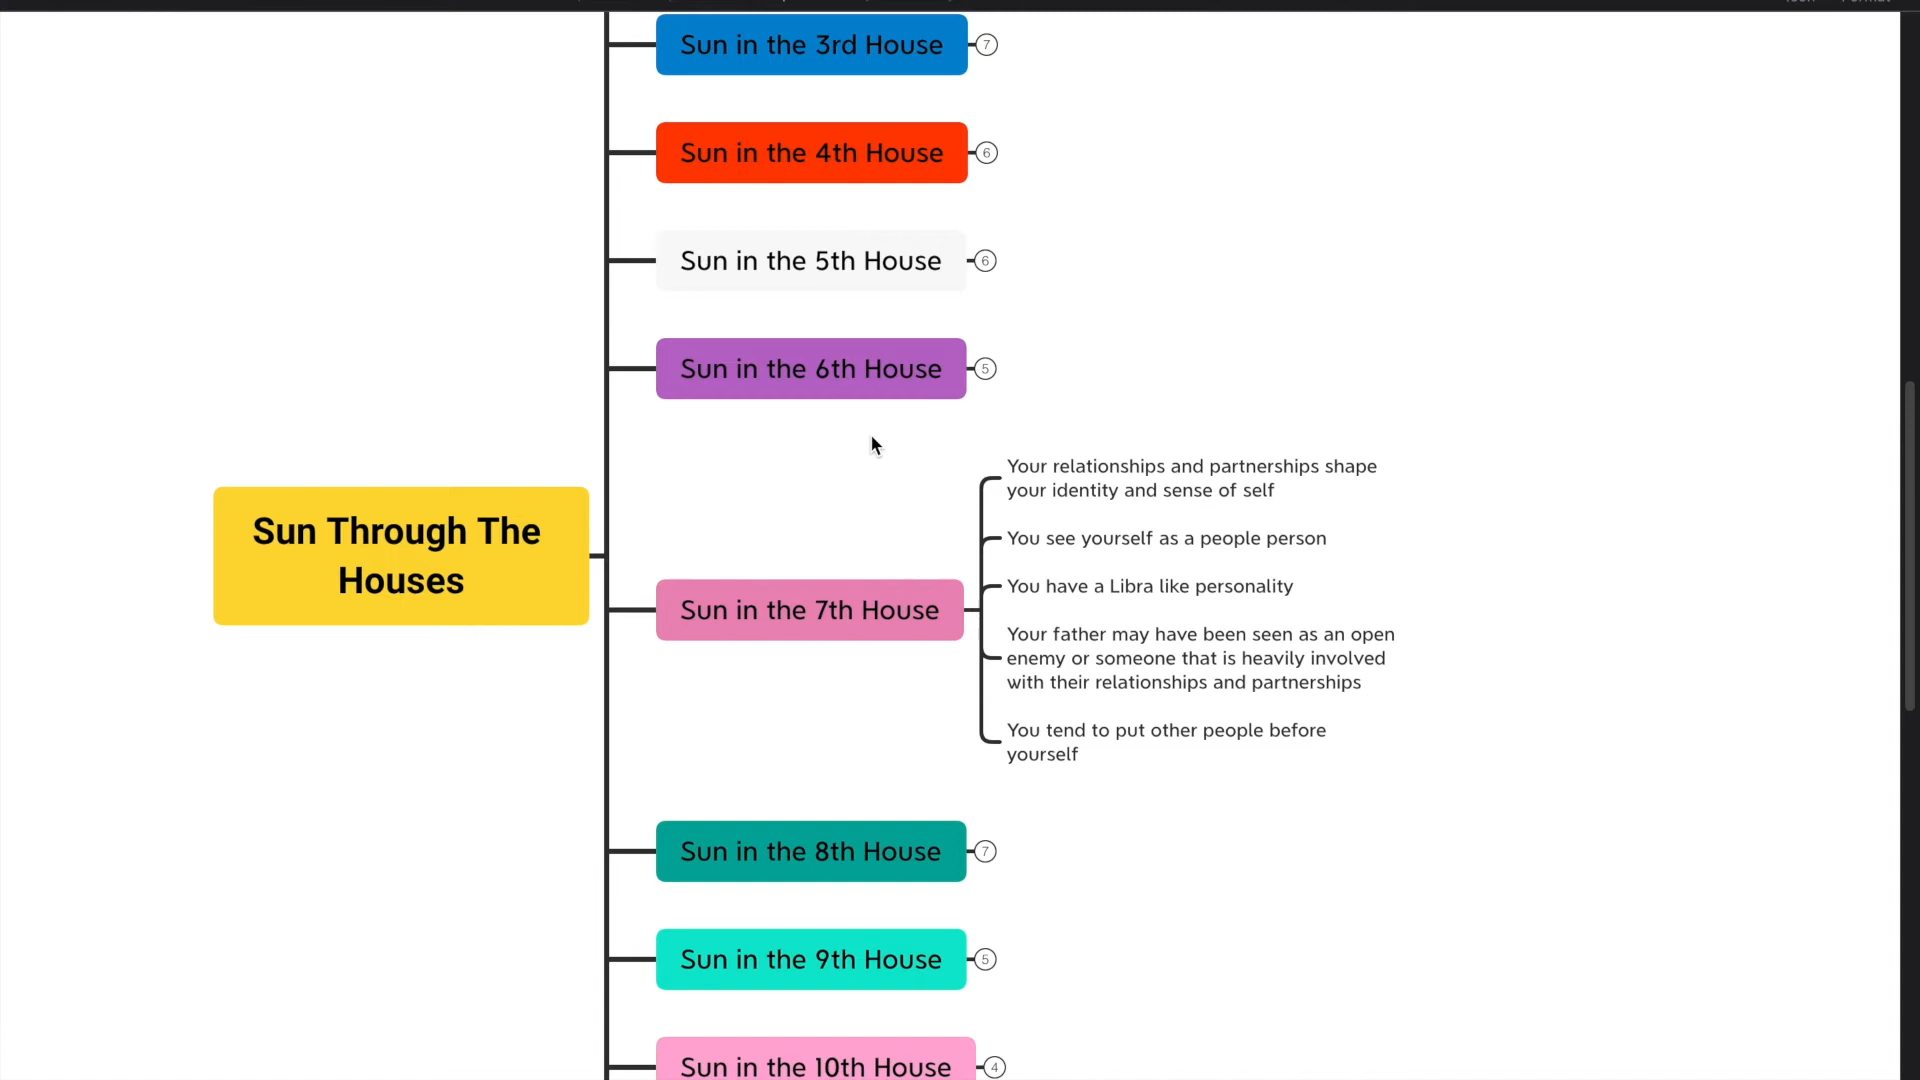 Sun in the 3rd House
7
Sun in the 4th House
6
Sun in the 5th House
6
Sun in the 6th House
5
Sun Through The
Houses
Sun in the 7th House
Your relationships and partnerships shape
your identity and sense of self
You see yourself as a people person
You have a Libra like personality
Your father may have been seen as an open
enemy or someone that is heavily involved
with their relationships and partnerships
You tend to put other people before
yourself
Sun in the 8th House
7
Sun in the 9th House
5
Sun in the 10th House
4